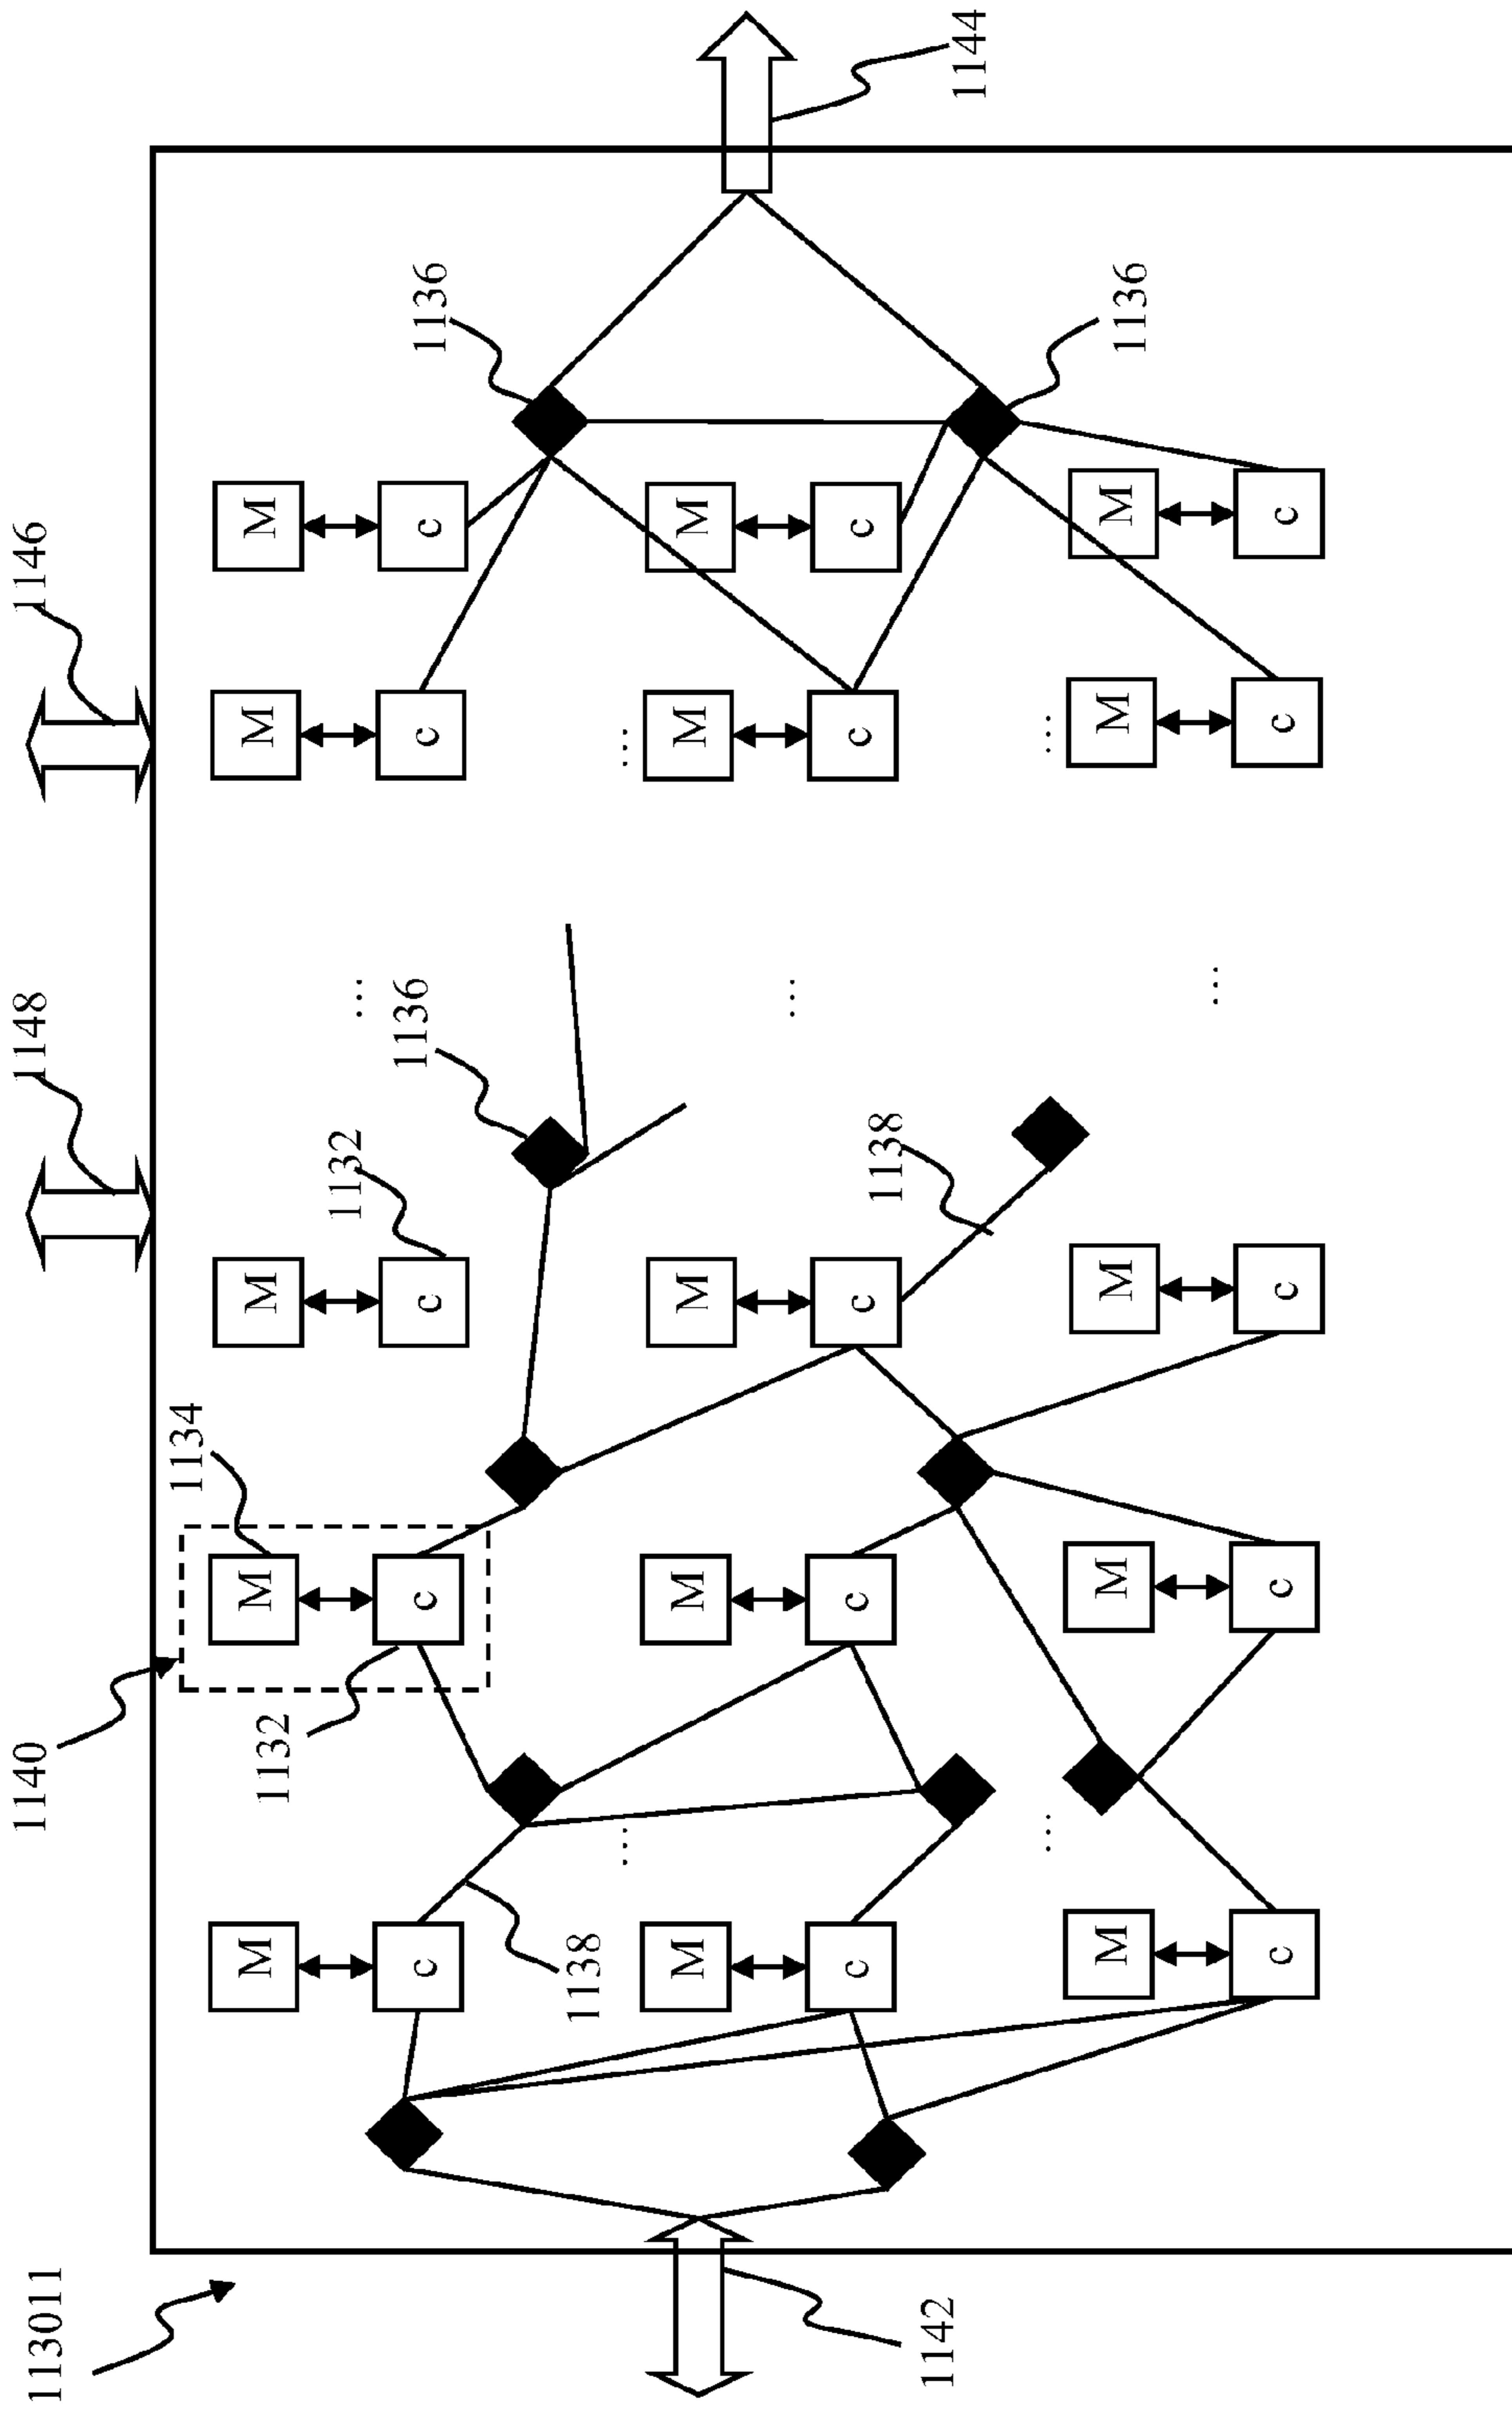 113011 1140 1148 1146
1134
M 1132 M M M M
1132 ...
1136 1136
c c c c c
1138
... ...
M M M M M
...
c c c c c
1138
1142 1144
... ...
M M M M M 1136
...
c c c c c